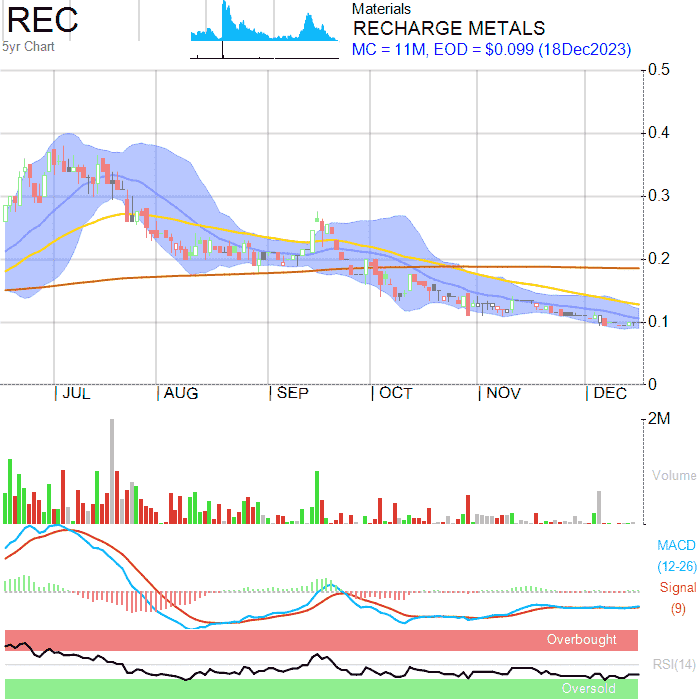 REC
5yr Chart
Materials
RECHARGE METALS
MC = 11M, EOD = $0.099 (18Dec2023)
0.5
0.4
0.3
0.2
0.1
0
JUL AUG SEP OCT NOV DEC
2M
Volume
MACD
(12-26)
Signal
(9)
Overbought
RSI(14)
Oversold